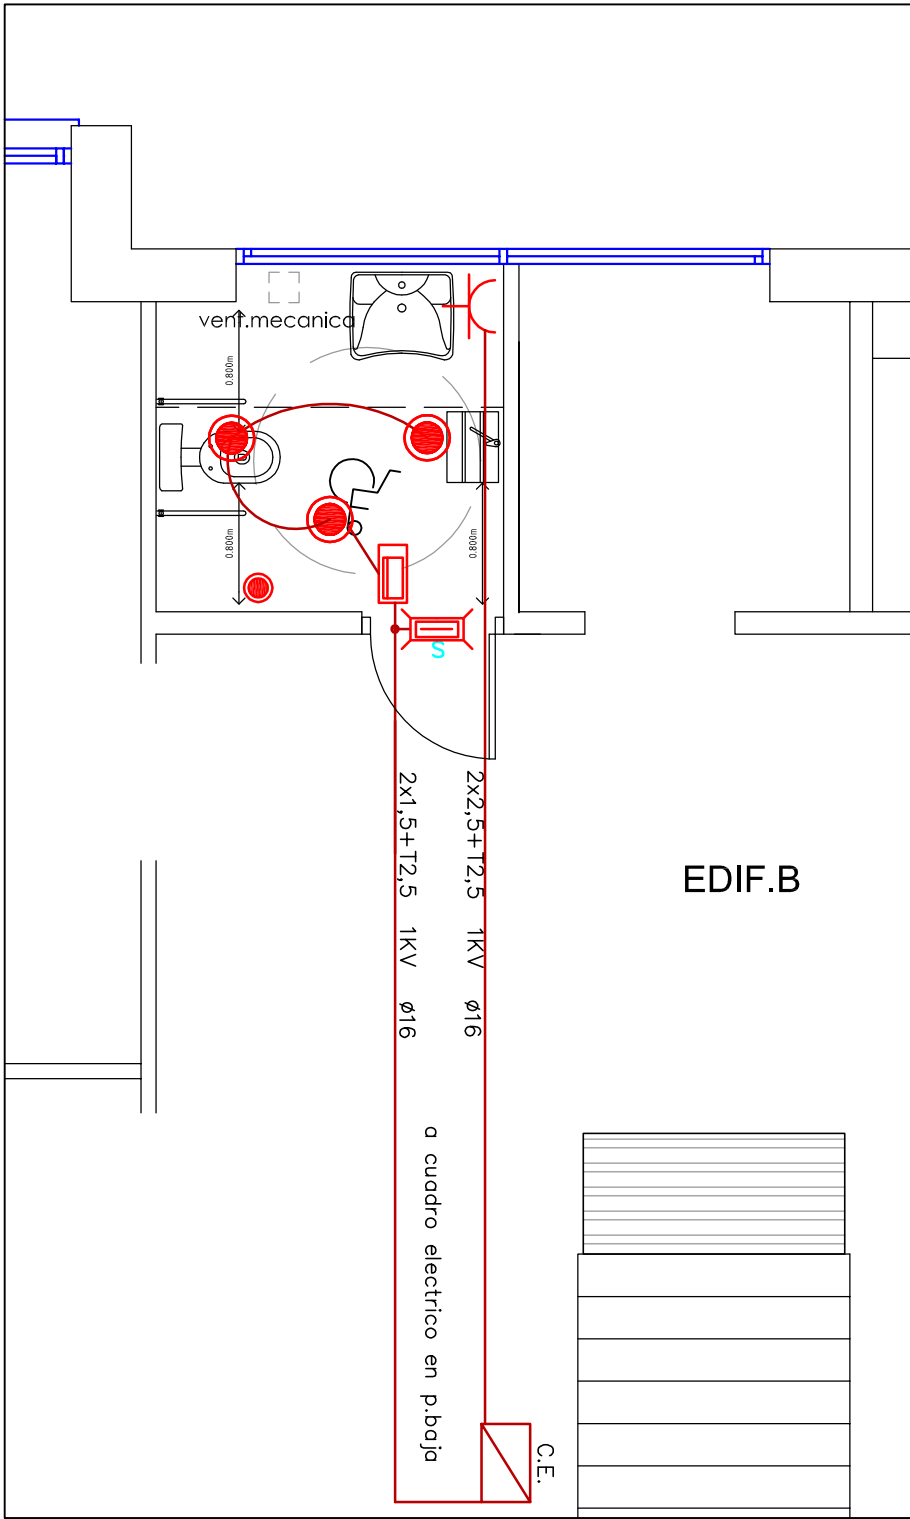 vent.mecanica
0.800m
0.800m
0.800m
S
2x2,5+T2,5 1KV ø16
2x1,5+T2,5 1KV ø16
EDIF.B
a cuadro electrico en p.baja
C.E.